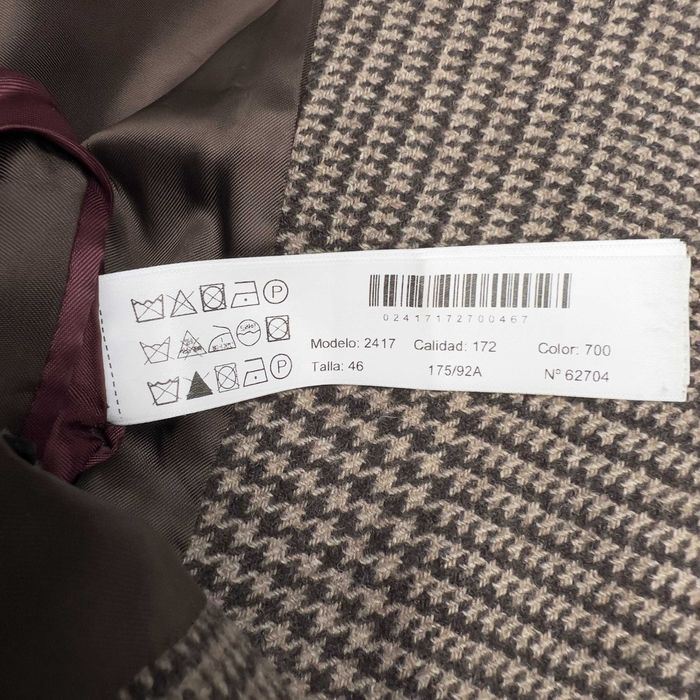 P
02417172700467
Modelo: 2417 Calidad: 172 Color: 700
Talla: 46 175/92A Nº 62704
P